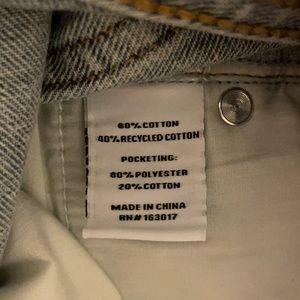 60% COTTON
40% RECYCLED COTTON
POCKETING:
80% POLYESTER
20% COTTON
MADE IN CHINA
RN# 163017